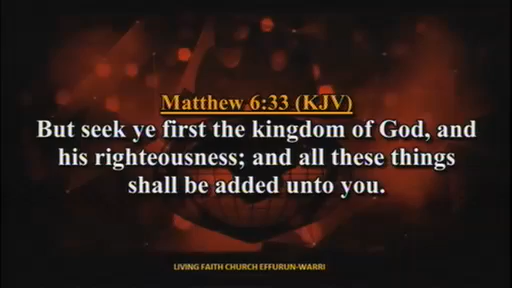 Matthew 6:33 (KJV)
But seek ye first the kingdom of God, and
his righteousness; and all these things
shall be added unto you.
LIVING FAITH CHURCH EFFURUN-WARRI